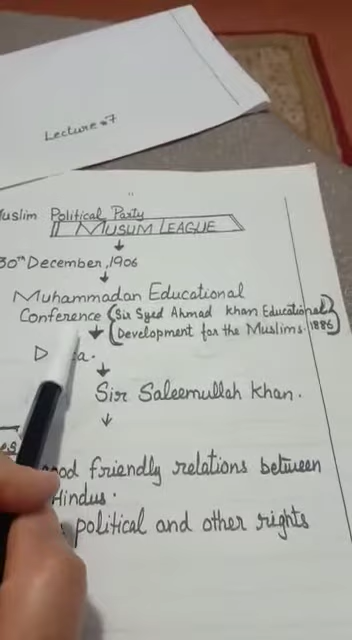 Lecture #7
Muslim Political Party
MUSLIM LEAGUE
30th December, 1906
Muhammadan Educational
Conference (Sir Syed Ahmad khan Educational
Development for the Muslims. 1886)
Sir Saleemullah Khan.
good friendly relations between
Hindus.
political and other rights